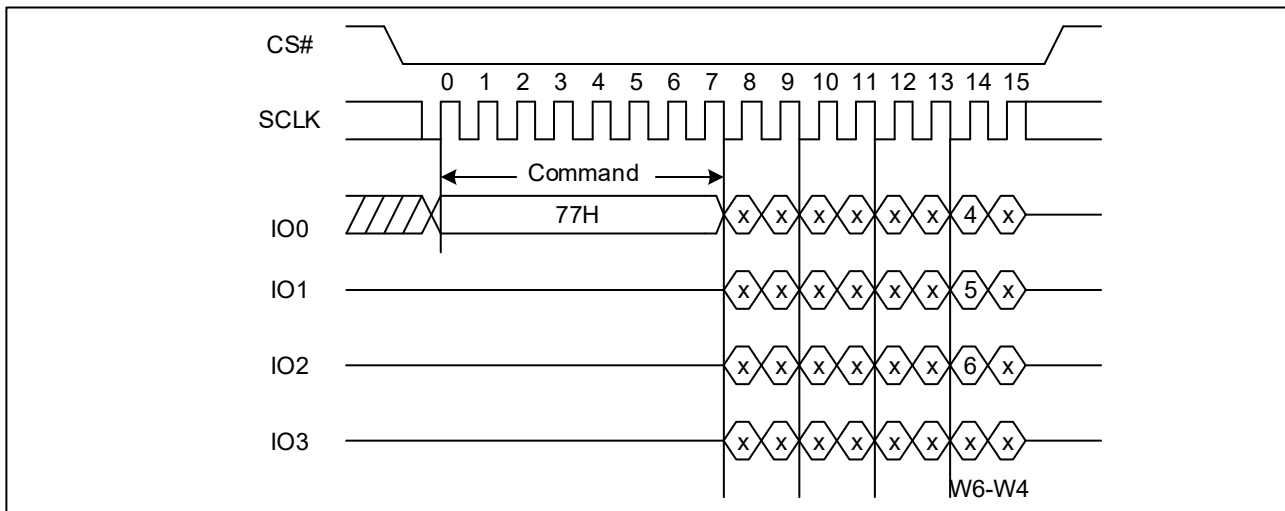 CS#
0 1 2 3 4 5 6 7 8 9 10 11 12 13 14 15
SCLK
Command
IO0 77H x x x x x x 4 x
IO1 x x x x x x 5 x
IO2 x x x x x x 6 x
IO3 x x x x x x x x
W6-W4